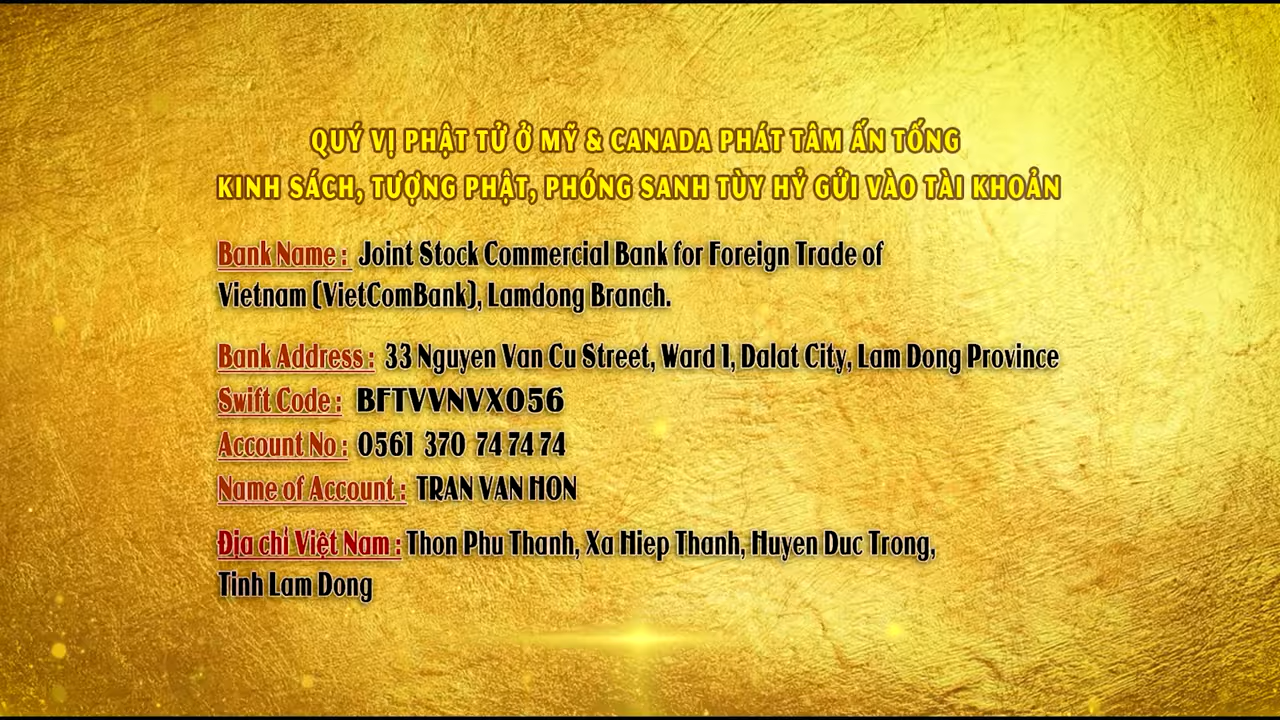 QUÝ VỊ PHẬT TỬ Ở MỸ & CANADA PHÁT TÂM ẤN TỐNG
KINH SÁCH, TƯỢNG PHẬT, PHÓNG SANH TÙY HỶ GỬI VÀO TÀI KHOẢN
Bank Name : Joint Stock Commercial Bank for Foreign Trade of
Vietnam (VietComBank), Lamdong Branch.
Bank Address : 33 Nguyen Van Cu Street, Ward 1, Dalat City, Lam Dong Province
Swift Code : BFTVVNVX056
Account No : 0561 370 74 74 74
Name of Account : TRAN VAN HON
Địa chỉ Việt Nam : Thon Phu Thanh, Xa Hiep Thanh, Huyen Duc Trong,
Tinh Lam Dong